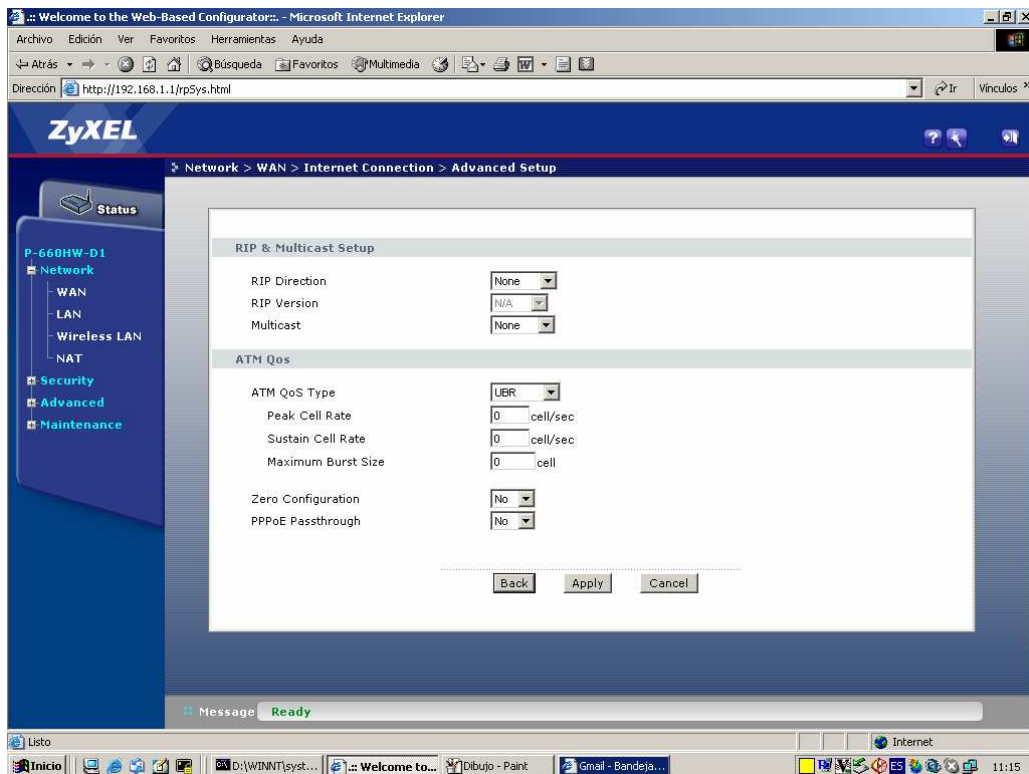 .:: Welcome to the Web-Based Configurator::. - Microsoft Internet Explorer
Archivo Edición Ver Favoritos Herramientas Ayuda
Atrás Búsqueda Favoritos Multimedia
Dirección http://192.168.1.1/rpSys.html Ir Vínculos »
ZyXEL
Network > WAN > Internet Connection > Advanced Setup
Status
P-660HW-D1
Network
WAN
LAN
Wireless LAN
NAT
Security
Advanced
Maintenance
RIP & Multicast Setup
RIP Direction None
RIP Version N/A
Multicast None
ATM Qos
ATM QoS Type UBR
Peak Cell Rate 0 cell/sec
Sustain Cell Rate 0 cell/sec
Maximum Burst Size 0 cell
Zero Configuration No
PPPoE Passthrough No
Back Apply Cancel
Message Ready
Listo Internet
Inicio D:\WINNT\syst... .:: Welcome to... Dibujo - Paint Gmail - Bandeja... ES 11:15